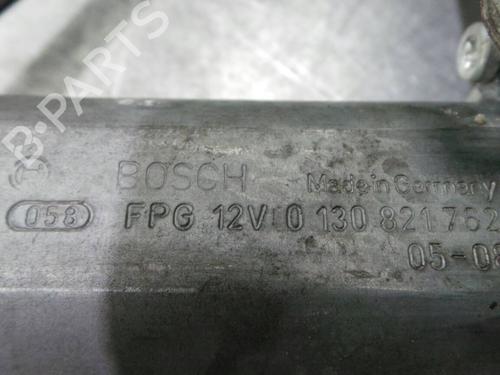 B-PARTS
BOSCH Made in Germany
058 FPG 12V 0 130 821 762
05-08